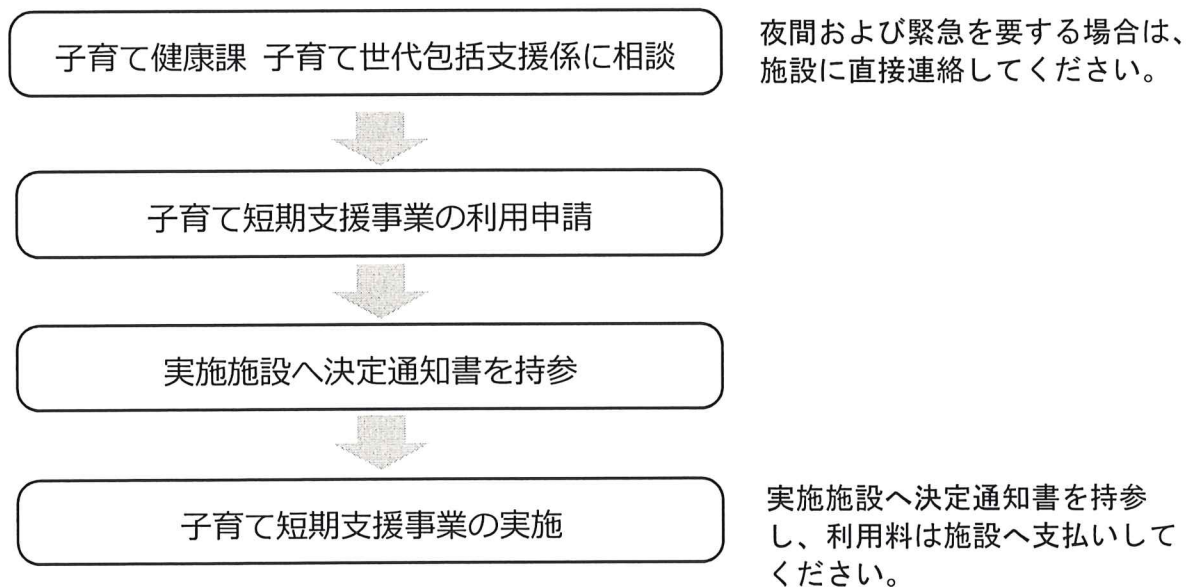 子育て健康課 子育て世代包括支援係に相談
夜間および緊急を要する場合は、
施設に直接連絡してください。
子育て短期支援事業の利用申請
実施施設へ決定通知書を持参
子育て短期支援事業の実施
実施施設へ決定通知書を持参
し、利用料は施設へ支払いして
ください。